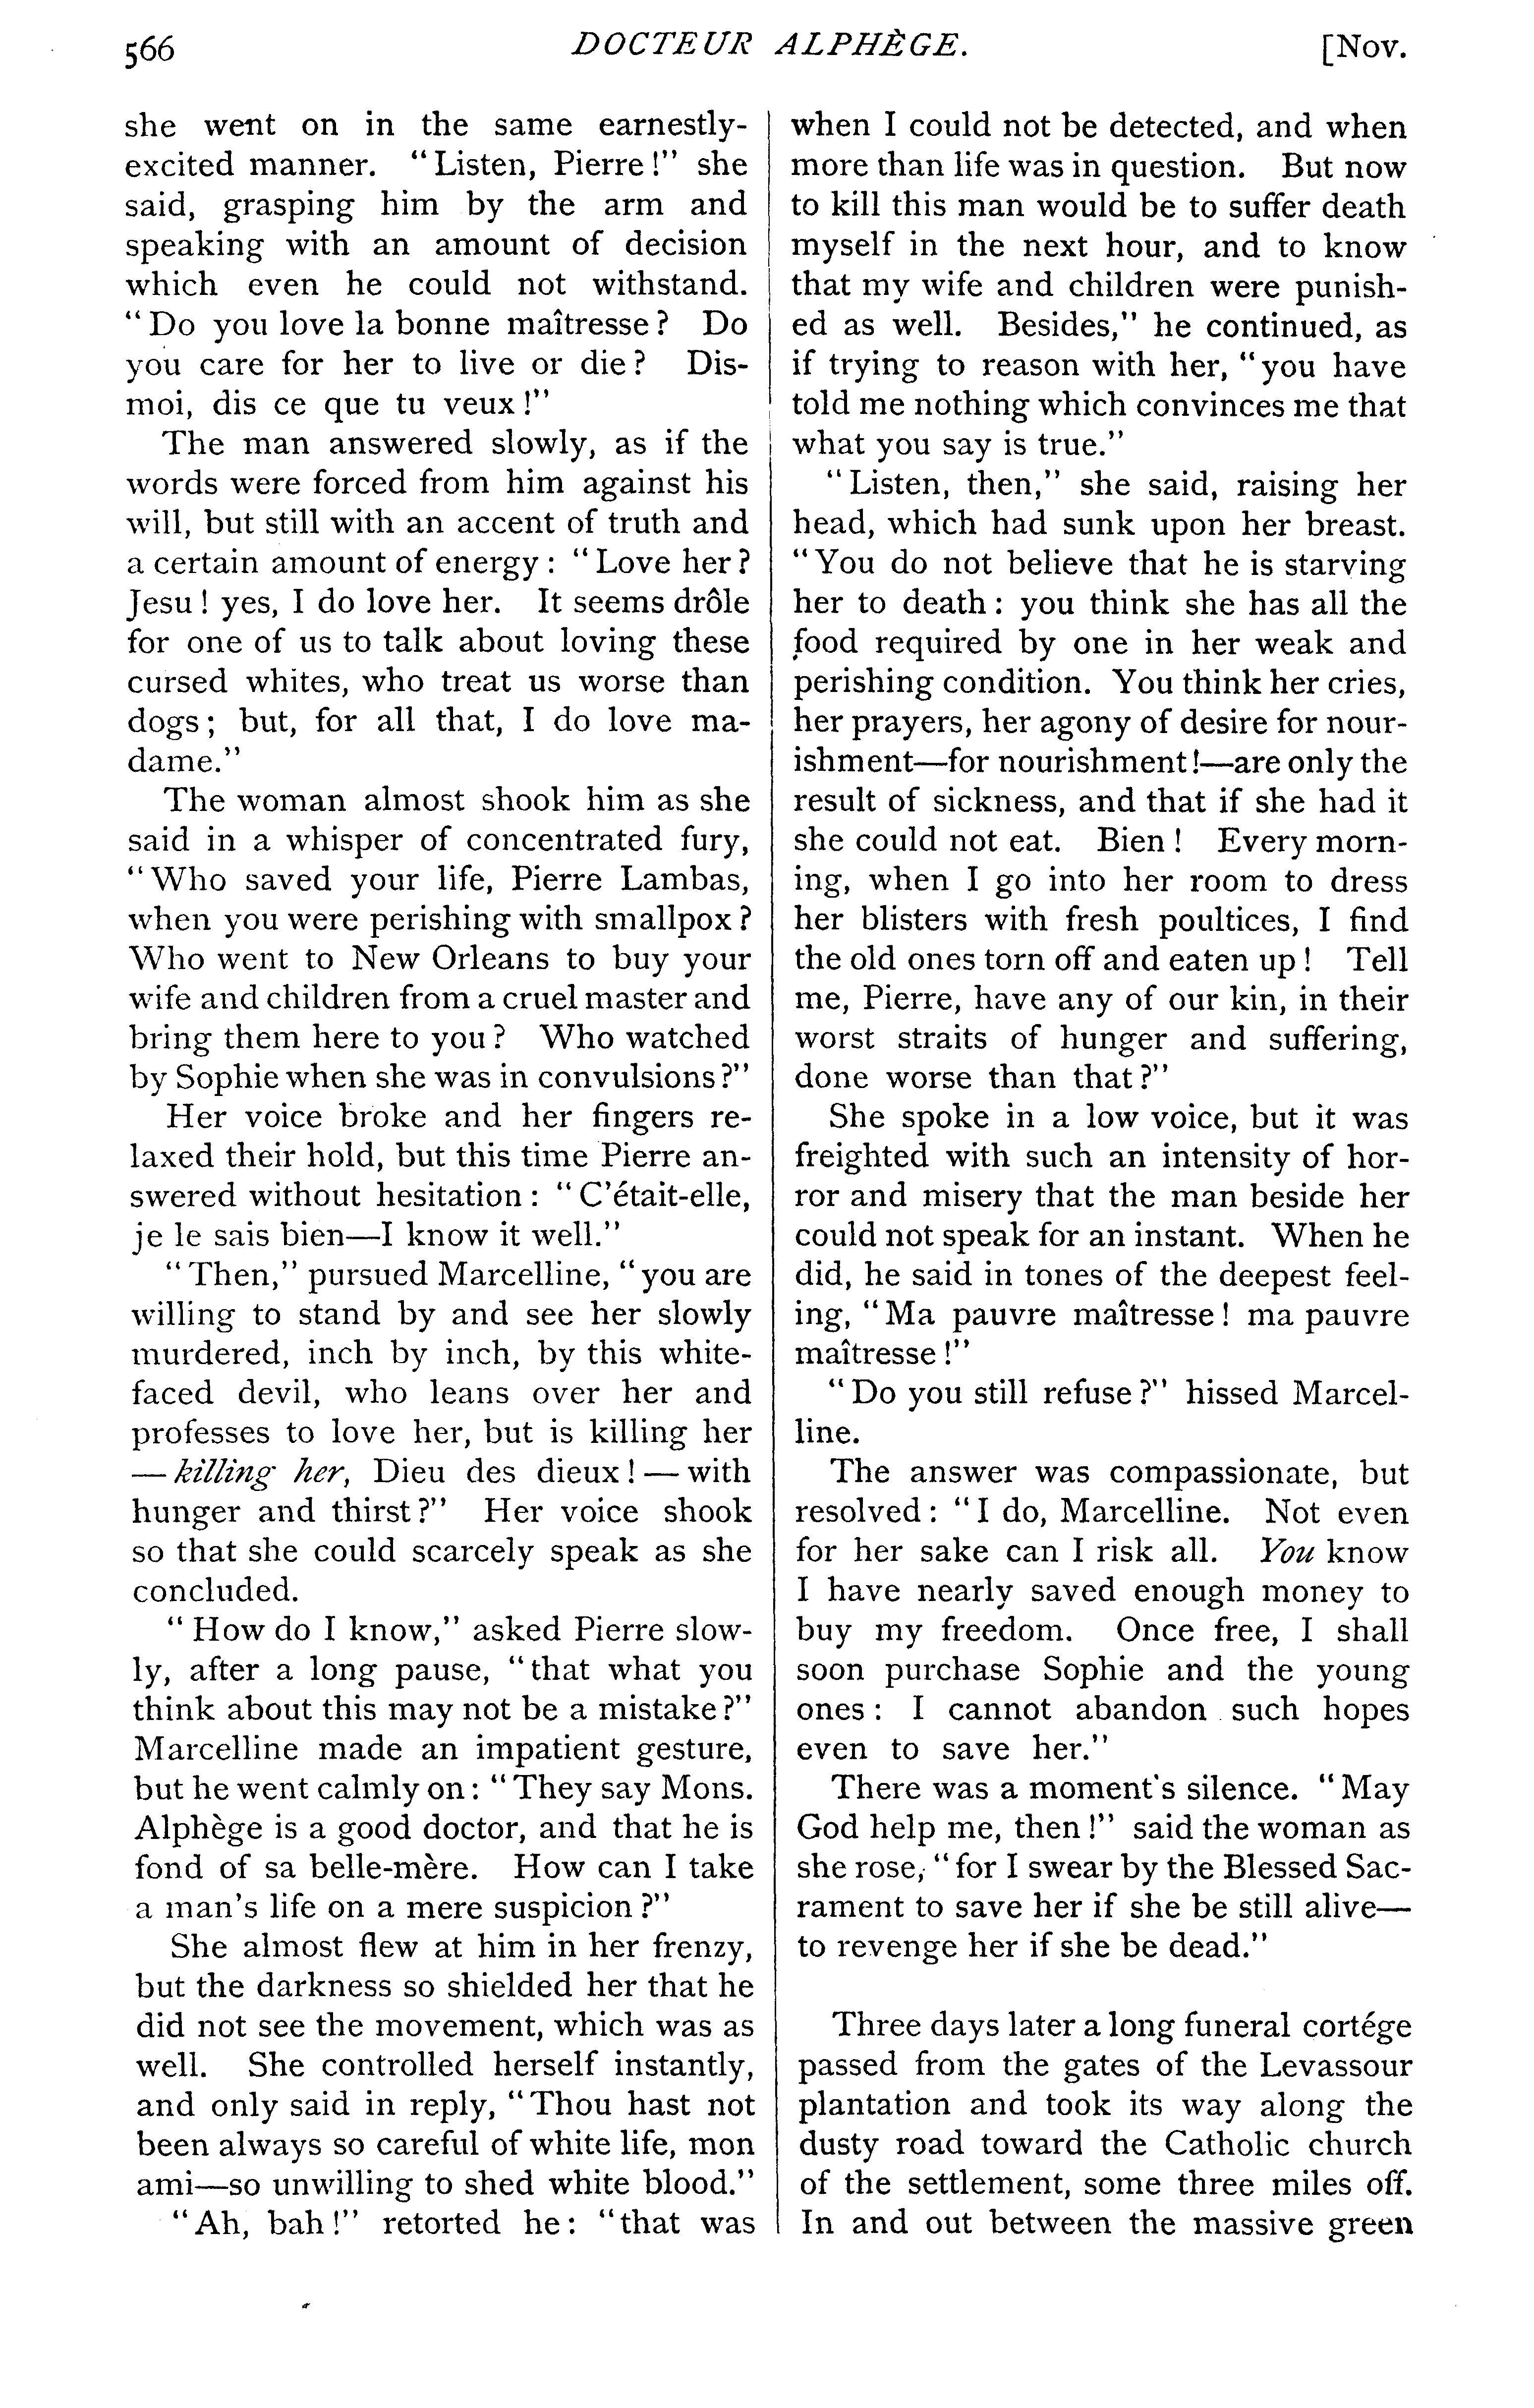 566
DOCTEUR ALPHÈGE.
[Nov.
she went on in the same earnestly-
excited manner. "Listen, Pierre!" she
said, grasping him by the arm and
speaking with an amount of decision
which even he could not withstand.
"Do you love la bonne maîtresse? Do
you care for her to live or die? Dis-
moi, dis ce que tu veux!"
The man answered slowly, as if the
words were forced from him against his
will, but still with an accent of truth and
a certain amount of energy: "Love her?
Jesu! yes, I do love her. It seems drôle
for one of us to talk about loving these
cursed whites, who treat us worse than
dogs; but, for all that, I do love ma-
dame."
The woman almost shook him as she
said in a whisper of concentrated fury,
"Who saved your life, Pierre Lambas,
when you were perishing with smallpox?
Who went to New Orleans to buy your
wife and children from a cruel master and
bring them here to you? Who watched
by Sophie when she was in convulsions?"
Her voice broke and her fingers re-
laxed their hold, but this time Pierre an-
swered without hesitation: "C'était-elle,
je le sais bien—I know it well."
"Then," pursued Marcelline, "you are
willing to stand by and see her slowly
murdered, inch by inch, by this white-
faced devil, who leans over her and
professes to love her, but is killing her
—killing her, Dieu des dieux!—with
hunger and thirst?" Her voice shook
so that she could scarcely speak as she
concluded.
"How do I know," asked Pierre slow-
ly, after a long pause, "that what you
think about this may not be a mistake?"
Marcelline made an impatient gesture,
but he went calmly on: "They say Mons.
Alphège is a good doctor, and that he is
fond of sa belle-mère. How can I take
a man's life on a mere suspicion?"
She almost flew at him in her frenzy,
but the darkness so shielded her that he
did not see the movement, which was as
well. She controlled herself instantly,
and only said in reply, "Thou hast not
been always so careful of white life, mon
ami—so unwilling to shed white blood."
"Ah, bah!" retorted he: "that was
when I could not be detected, and when
more than life was in question. But now
to kill this man would be to suffer death
myself in the next hour, and to know
that my wife and children were punish-
ed as well. Besides," he continued, as
if trying to reason with her, "you have
told me nothing which convinces me that
what you say is true."
"Listen, then," she said, raising her
head, which had sunk upon her breast.
"You do not believe that he is starving
her to death: you think she has all the
food required by one in her weak and
perishing condition. You think her cries,
her prayers, her agony of desire for nour-
ishment—for nourishment!—are only the
result of sickness, and that if she had it
she could not eat. Bien! Every morn-
ing, when I go into her room to dress
her blisters with fresh poultices, I find
the old ones torn off and eaten up! Tell
me, Pierre, have any of our kin, in their
worst straits of hunger and suffering,
done worse than that?"
She spoke in a low voice, but it was
freighted with such an intensity of hor-
ror and misery that the man beside her
could not speak for an instant. When he
did, he said in tones of the deepest feel-
ing, "Ma pauvre maîtresse! ma pauvre
maîtresse!"
"Do you still refuse?" hissed Marcel-
line.
The answer was compassionate, but
resolved: "I do, Marcelline. Not even
for her sake can I risk all. You know
I have nearly saved enough money to
buy my freedom. Once free, I shall
soon purchase Sophie and the young
ones: I cannot abandon such hopes
even to save her."
There was a moment's silence. "May
God help me, then!" said the woman as
she rose, "for I swear by the Blessed Sac-
rament to save her if she be still alive—
to revenge her if she be dead."
Three days later a long funeral cortége
passed from the gates of the Levassour
plantation and took its way along the
dusty road toward the Catholic church
of the settlement, some three miles off.
In and out between the massive green